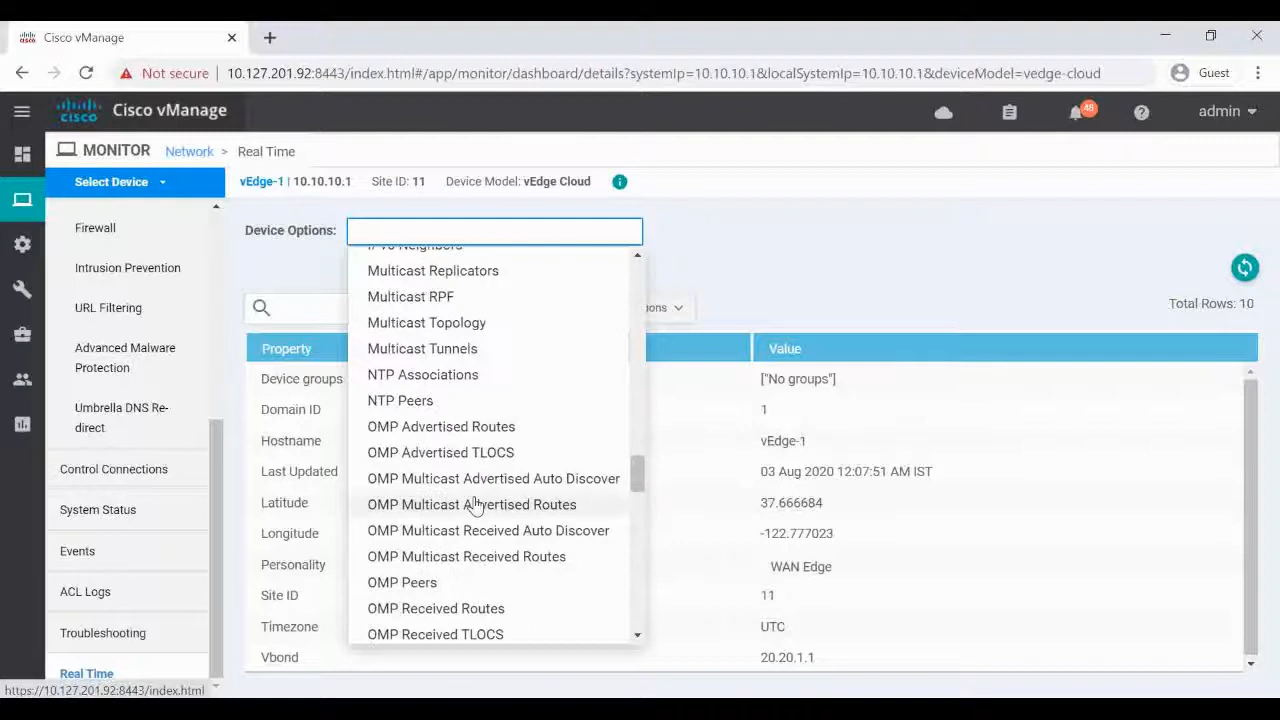 Cisco vManage
Not secure | 10.127.201.92:8443/index.html#/app/monitor/dashboard/details?systemIp=10.10.10.1&localSystemIp=10.10.10.1&deviceModel=vedge-cloud
Guest
cisco
Cisco vManage
48
admin
MONITOR Network > Real Time
Select Device
vEdge-1 | 10.10.10.1 Site ID: 11 Device Model: vEdge Cloud
Firewall
Intrusion Prevention
URL Filtering
Advanced Malware
Protection
Umbrella DNS Re-
direct
Control Connections
System Status
Events
ACL Logs
Troubleshooting
Real Time
https://10.127.201.92:8443/index.html
Device Options:
Multicast Replicators
Multicast RPF
Multicast Topology
Multicast Tunnels
NTP Associations
NTP Peers
OMP Advertised Routes
OMP Advertised TLOCS
OMP Multicast Advertised Auto Discover
OMP Multicast Advertised Routes
OMP Multicast Received Auto Discover
OMP Multicast Received Routes
OMP Peers
OMP Received Routes
OMP Received TLOCS
Total Rows: 10
Property Value
Device groups ["No groups"]
Domain ID 1
Hostname vEdge-1
Last Updated 03 Aug 2020 12:07:51 AM IST
Latitude 37.666684
Longitude -122.777023
Personality WAN Edge
Site ID 11
Timezone UTC
Vbond 20.20.1.1